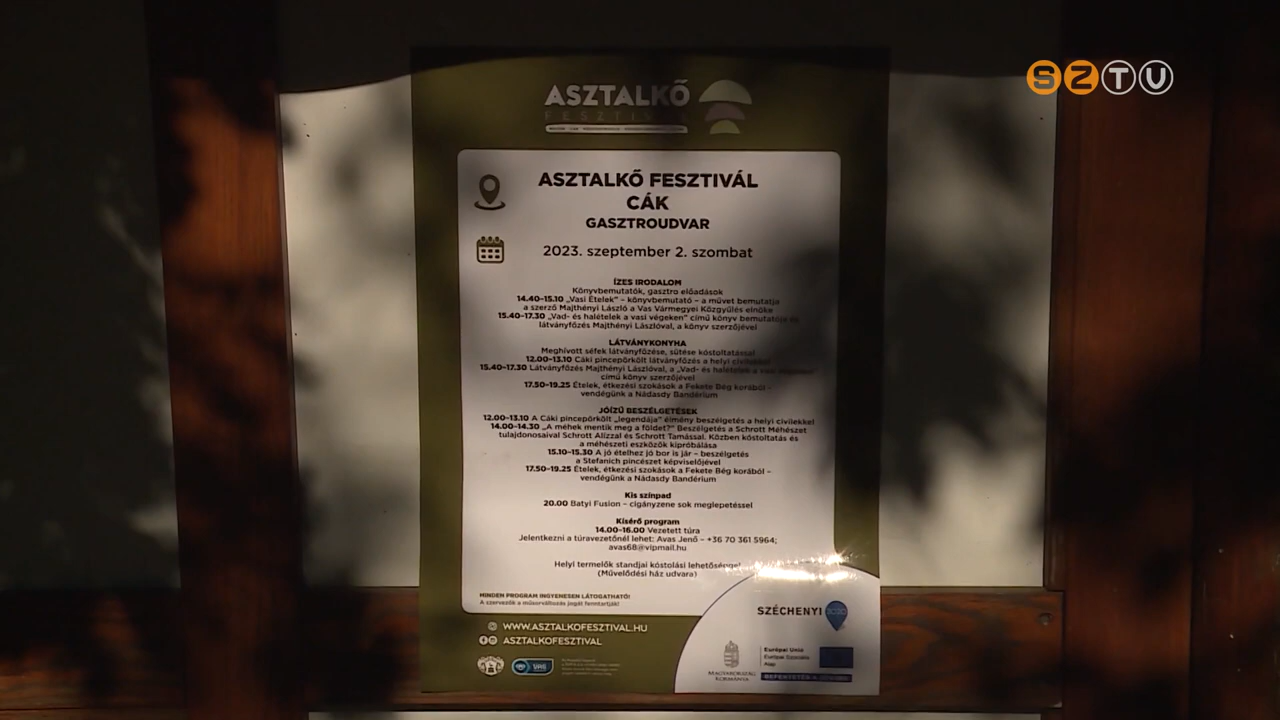 SZTV
ASZTALKŐ
FESZTIVÁL
ASZTALKŐ FESZTIVÁL
CÁK
GASZTROUDVAR
2023. szeptember 2. szombat
ÍZES IRODALOM
Könyvbemutatók, gasztro előadások
14.40–15.10 „Vasi Ételek” – könyvbemutató – a művet bemutatja
a szerző Majthényi László a Vas Vármegyei Közgyűlés elnöke
15.40–17.30 „Vad- és halételek a vasi végeken” című könyv bemutatója és
látványfőzés Majthényi Lászlóval, a könyv szerzőjével
LÁTVÁNYKONYHA
Meghívott séfek látványfőzése, sütése kóstoltatással
12.00–13.10 Cáki pincepörkölt látványfőzés a helyi civilekkel
15.40–17.30 Látványfőzés Majthényi Lászlóval, a „Vad- és halételek a vasi végeken”
című könyv szerzőjével
17.50–19.25 Ételek, étkezési szokások a Fekete Bég korából –
vendégünk a Nádasdy Bandérium
JÓÍZŰ BESZÉLGETÉSEK
12.00–13.10 A Cáki pincepörkölt „legendája” élmény beszélgetés a helyi civilekkel
14.00–14.30 „A méhek mentik meg a földet?” Beszélgetés a Schrott Méhészet
tulajdonosaival Schrott Alízzal és Schrott Tamással. Közben kóstoltatás és
a méhészeti eszközök kipróbálása
15.10–15.30 A jó ételhez jó bor is jár – beszélgetés
a Stefanich pincészet képviselőjével
17.50–19.25 Ételek, étkezési szokások a Fekete Bég korából –
vendégünk a Nádasdy Bandérium
Kis színpad
20.00 Batyi Fusion – cigányzene sok meglepetéssel
Kísérő program
14.00–16.00 Vezetett túra
Jelentkezni a túravezetőnél lehet: Avas Jenő – +36 70 361 5964;
avas68@vipmail.hu
Helyi termelők standjai kóstolási lehetőséggel
(Művelődési ház udvara)
MINDEN PROGRAM INGYENESEN LÁTOGATHATÓ!
A szervezők a műsorváltozás jogát fenntartják!
WWW.ASZTALKOFESZTIVAL.HU
ASZTALKOFESZTIVAL
SZÉCHENYI 2020
MAGYARORSZÁG
KORMÁNYA
Európai Unió
Európai Szociális
Alap
BEFEKTETÉS A JÖVŐBE